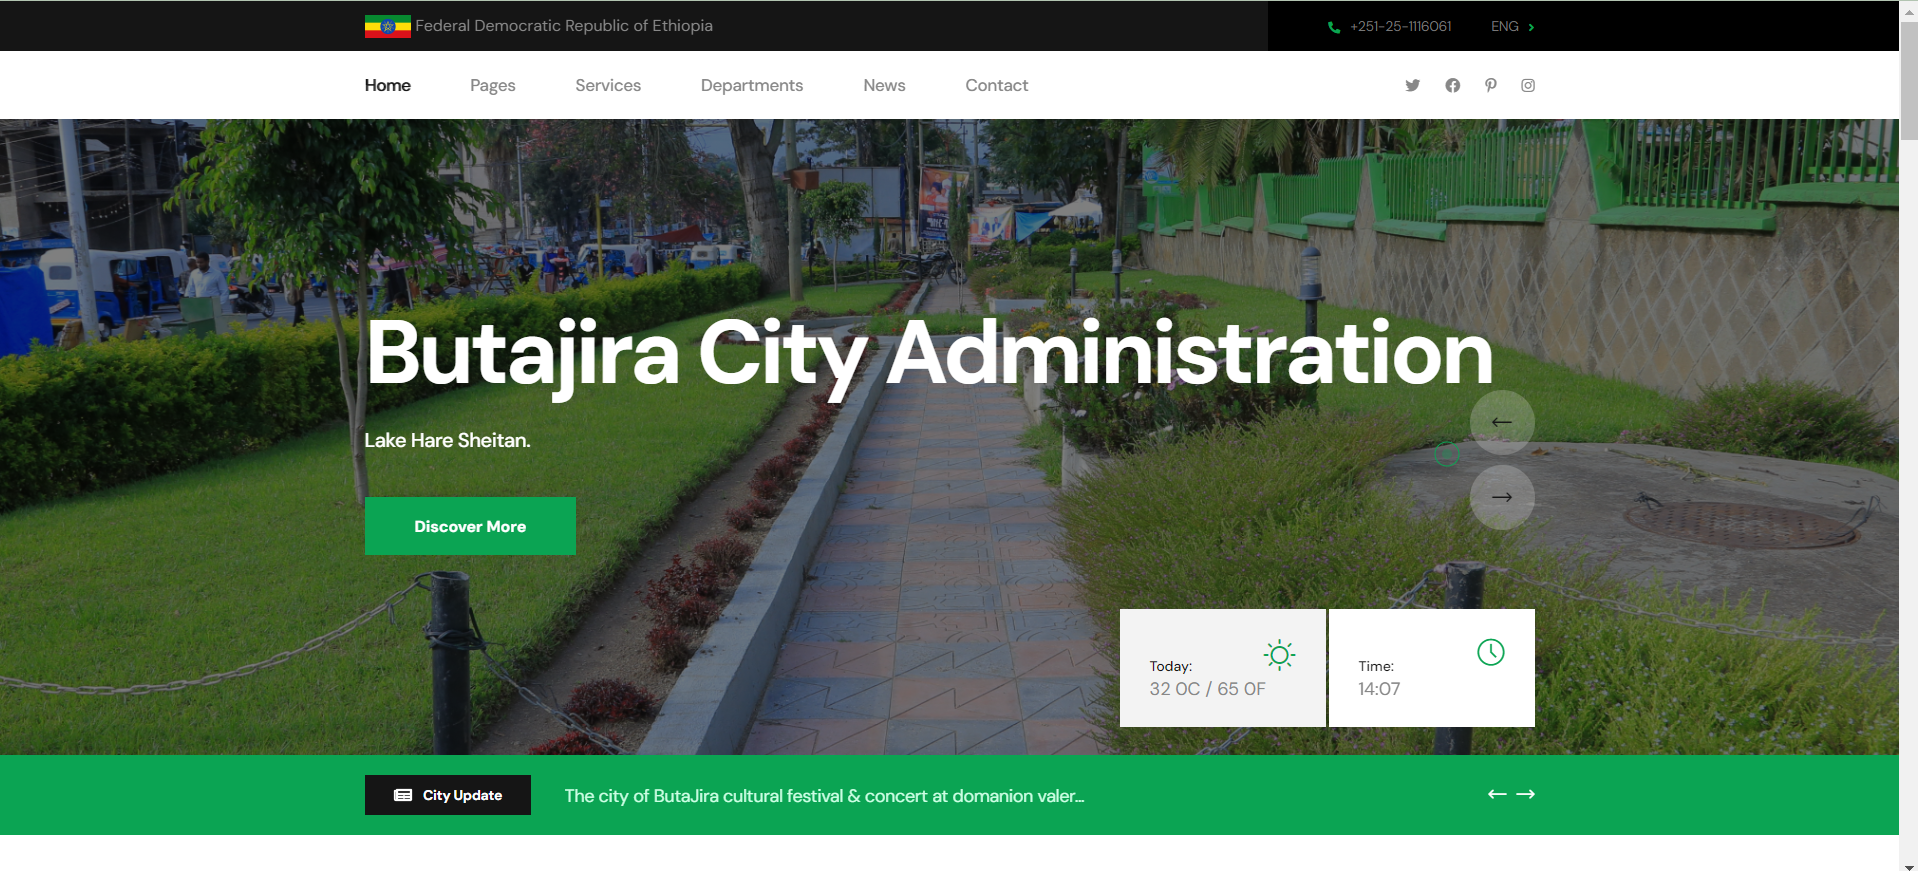 Federal Democratic Republic of Ethiopia
+251-25-1116061
ENG
Home
Pages
Services
Departments
News
Contact
Butajira City Administration
Lake Hare Sheitan.
Discover More
Today:
32 0C / 65 0F
Time:
14:07
City Update
The city of ButaJira cultural festival & concert at domanion valer...